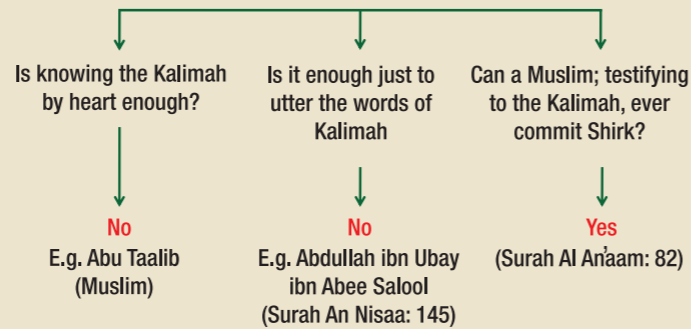 Is knowing the Kalimah
by heart enough?
No
E.g. Abu Taalib
(Muslim)
Is it enough just to
utter the words of
Kalimah
No
E.g. Abdullah ibn Ubay
ibn Abee Salool
(Surah An Nisaa: 145)
Can a Muslim; testifying
to the Kalimah, ever
commit Shirk?
Yes
(Surah Al An’aam: 82)